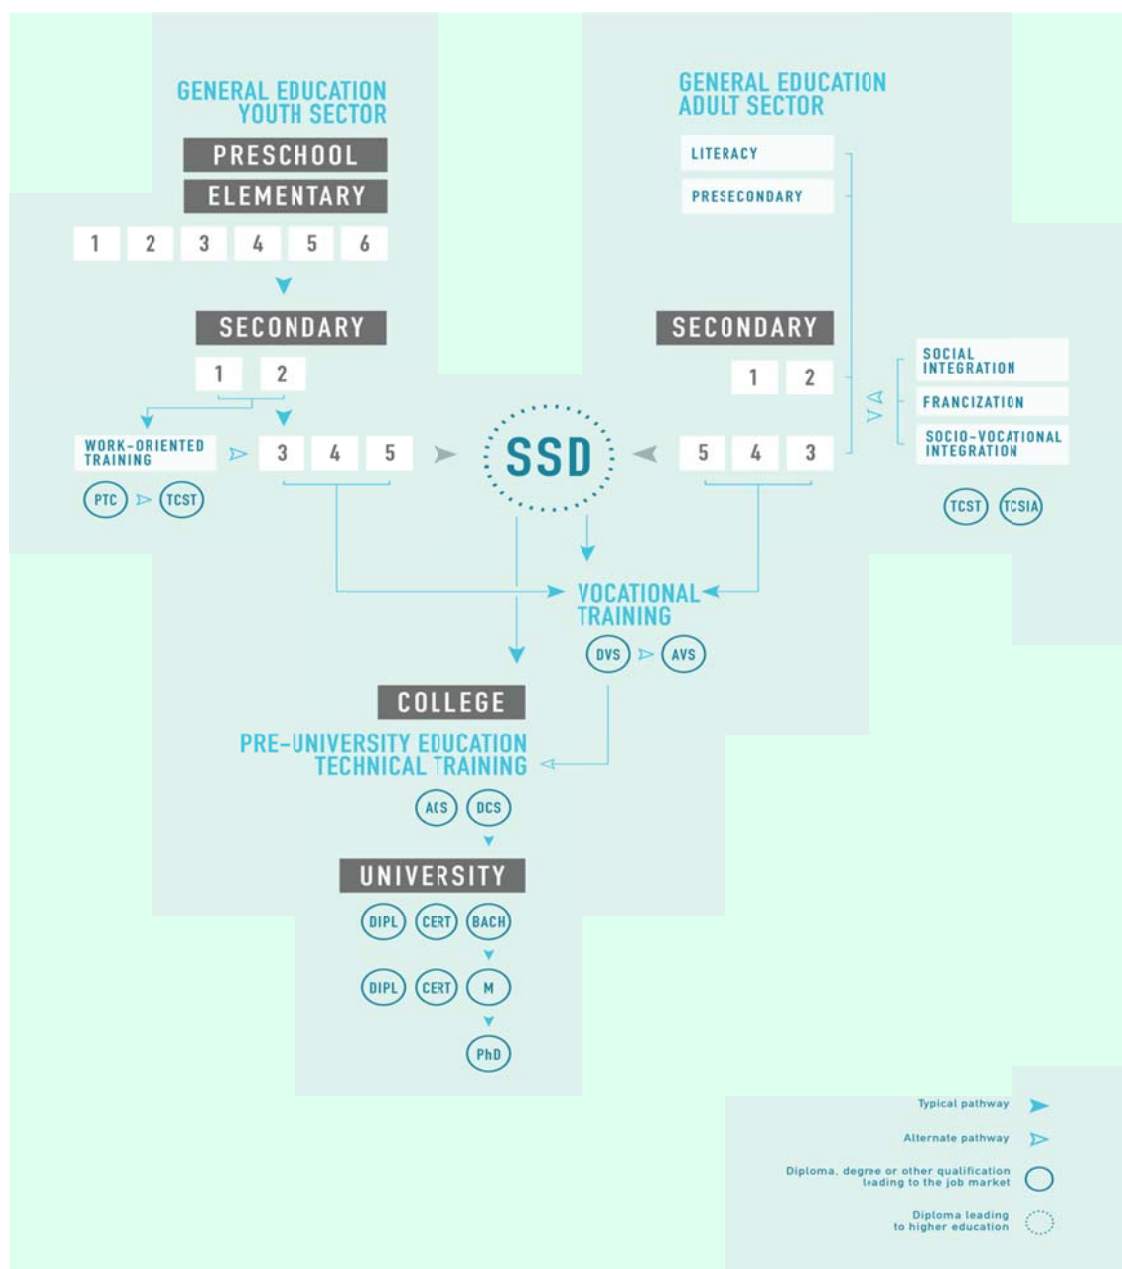 GENERAL EDUCATION
YOUTH SECTOR
PRESCHOOL
ELEMENTARY
1 2 3 4 5 6
SECONDARY
1 2
WORK-ORIENTED
TRAINING
3 4 5
PTC TCST
GENERAL EDUCATION
ADULT SECTOR
LITERACY
PRESECONDARY
SECONDARY
1 2
5 4 3
SOCIAL
INTEGRATION
FRANCIZATION
SOCIO-VOCATIONAL
INTEGRATION
TCST TCSIA
SSD
VOCATIONAL
TRAINING
DVS AVS
COLLEGE
PRE-UNIVERSITY EDUCATION
TECHNICAL TRAINING
ACS DCS
UNIVERSITY
DIPL CERT BACH
DIPL CERT M
PhD
Typical pathway
Alternate pathway
Diploma, degree or other qualification
leading to the job market
Diploma leading
to higher education